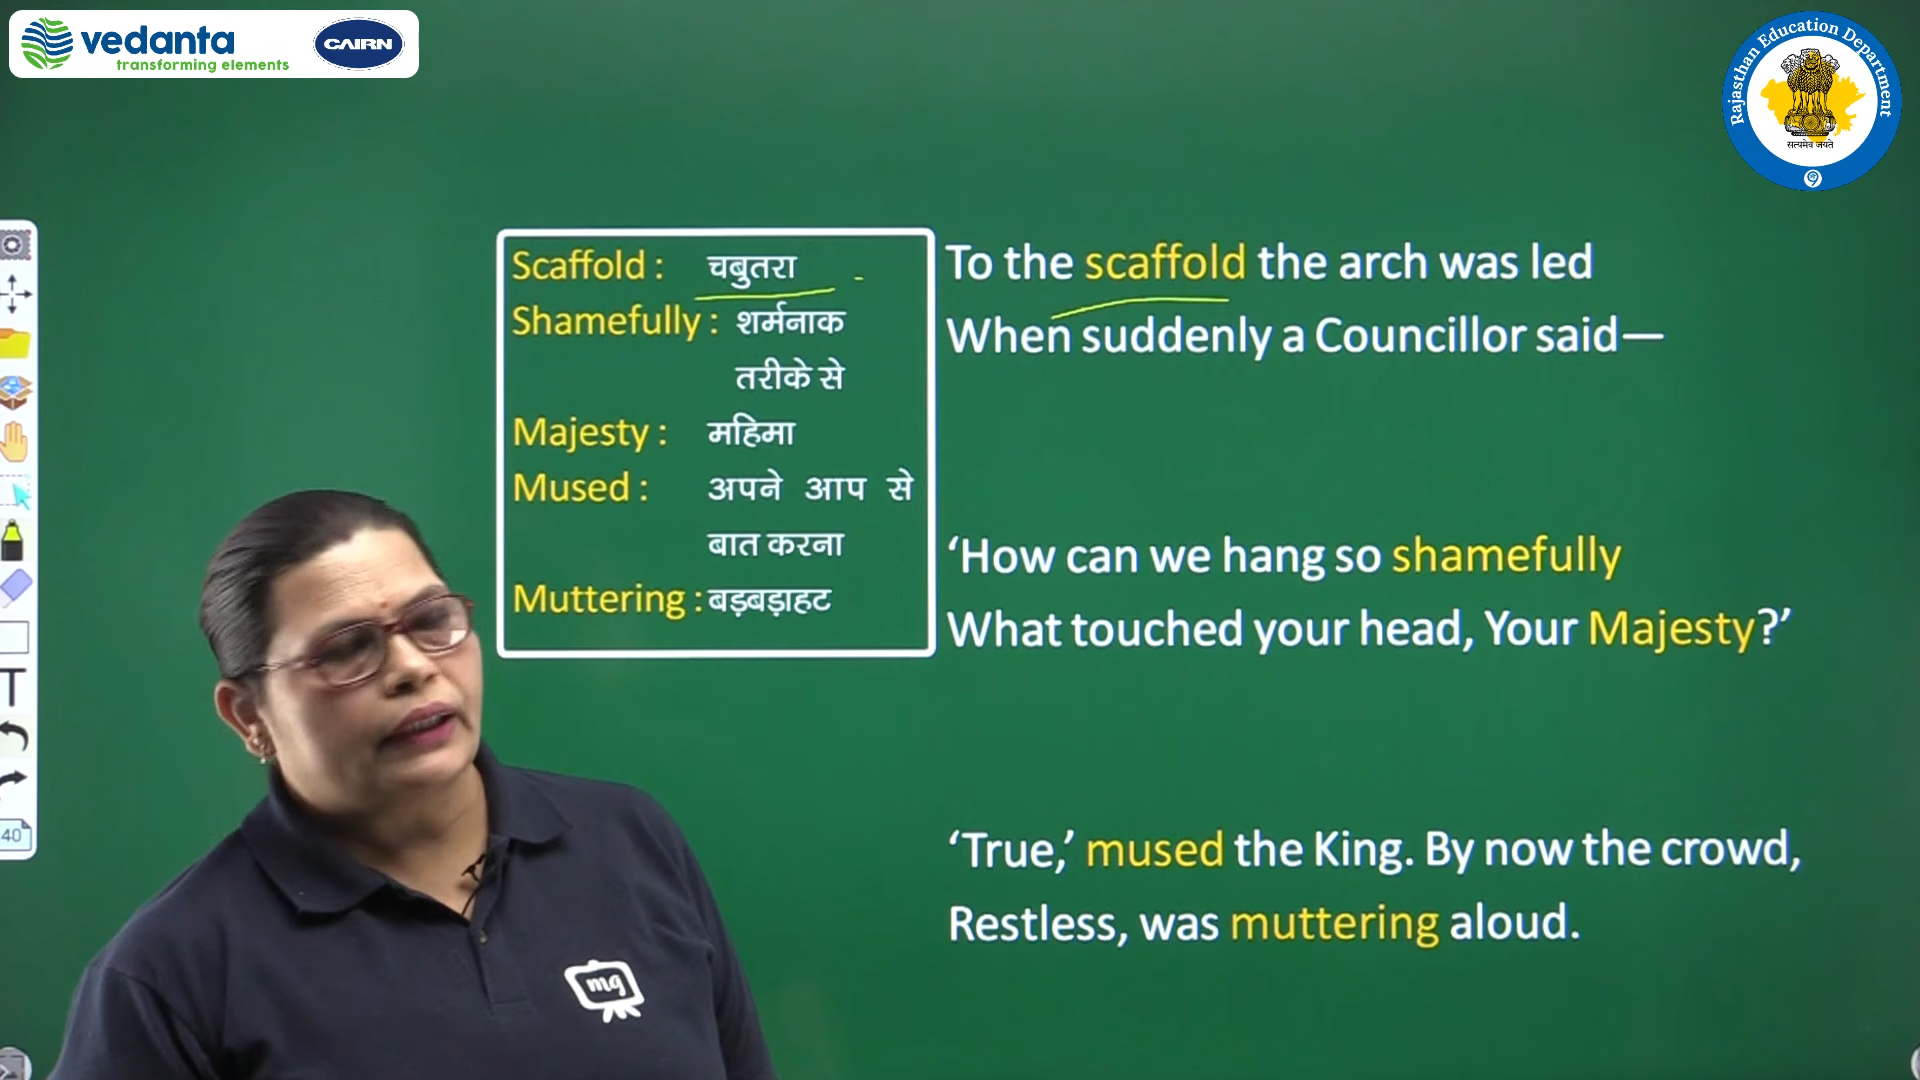 vedanta
transforming elements
CAIRN
Rajasthan Education Department
सत्यमेव जयते
Scaffold : चबुतरा -
Shamefully : शर्मनाक
तरीके से
Majesty : महिमा
Mused : अपने आप से
बात करना
Muttering : बड़बड़ाहट
To the scaffold the arch was led
When suddenly a Councillor said—
‘How can we hang so shamefully
What touched your head, Your Majesty?’
‘True,’ mused the King. By now the crowd,
Restless, was muttering aloud.
T
40
mg